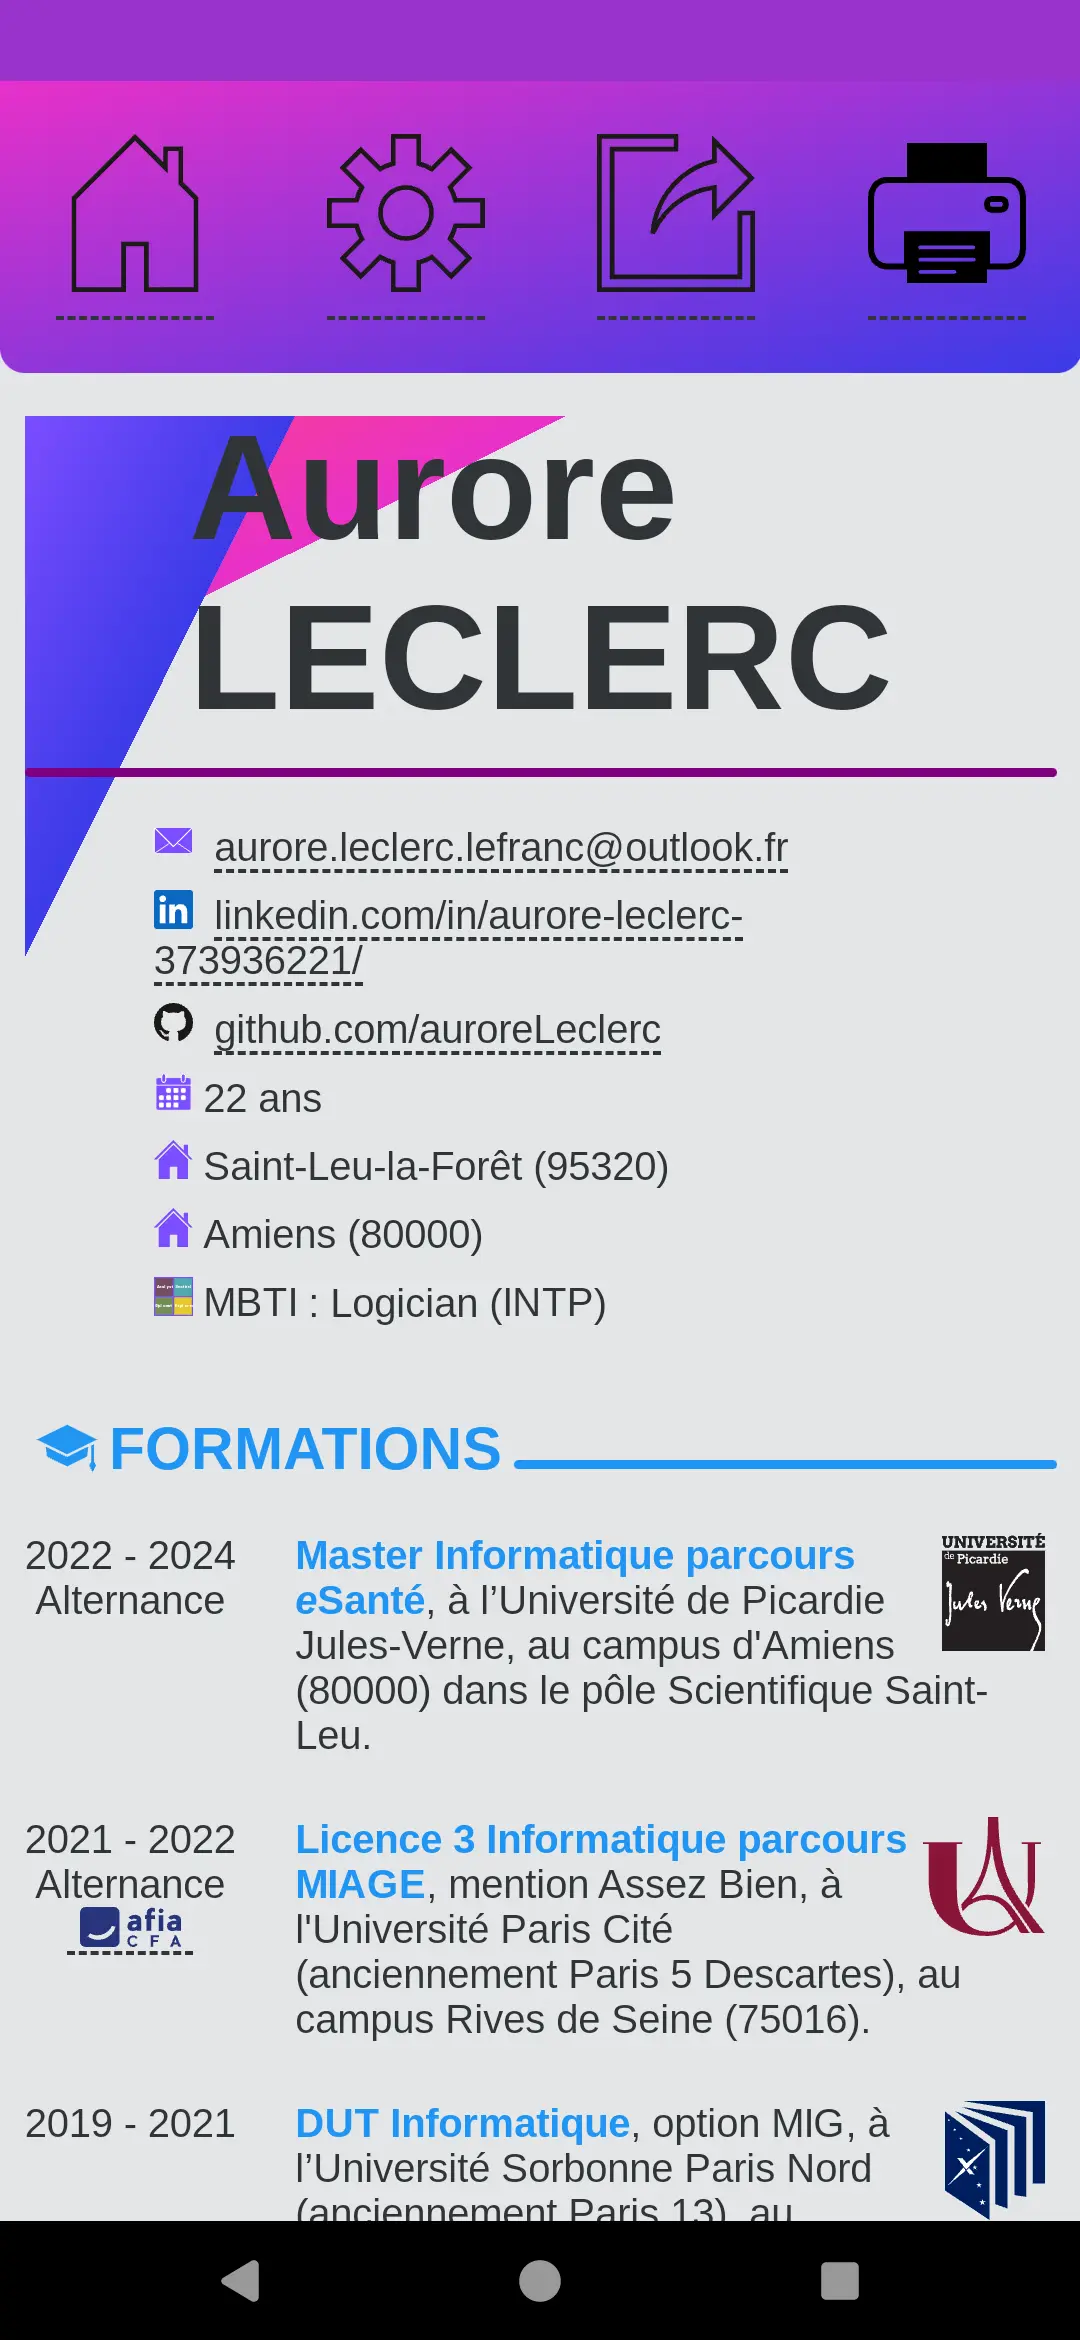 Aurore
LECLERC
aurore.leclerc.lefranc@outlook.fr
linkedin.com/in/aurore-leclerc-
373936221/
github.com/auroreLeclerc
22 ans
Saint-Leu-la-Forêt (95320)
Amiens (80000)
MBTI : Logician (INTP)
FORMATIONS
2022 - 2024
Alternance
Master Informatique parcours
eSanté, à l’Université de Picardie
Jules-Verne, au campus d'Amiens
(80000) dans le pôle Scientifique Saint-
Leu.
UNIVERSITÉ
de Picardie
Jules Verne
2021 - 2022
Alternance
afia
CFA
Licence 3 Informatique parcours
MIAGE, mention Assez Bien, à
l'Université Paris Cité
(anciennement Paris 5 Descartes), au
campus Rives de Seine (75016).
2019 - 2021
DUT Informatique, option MIG, à
l’Université Sorbonne Paris Nord
(anciennement Paris 13), au